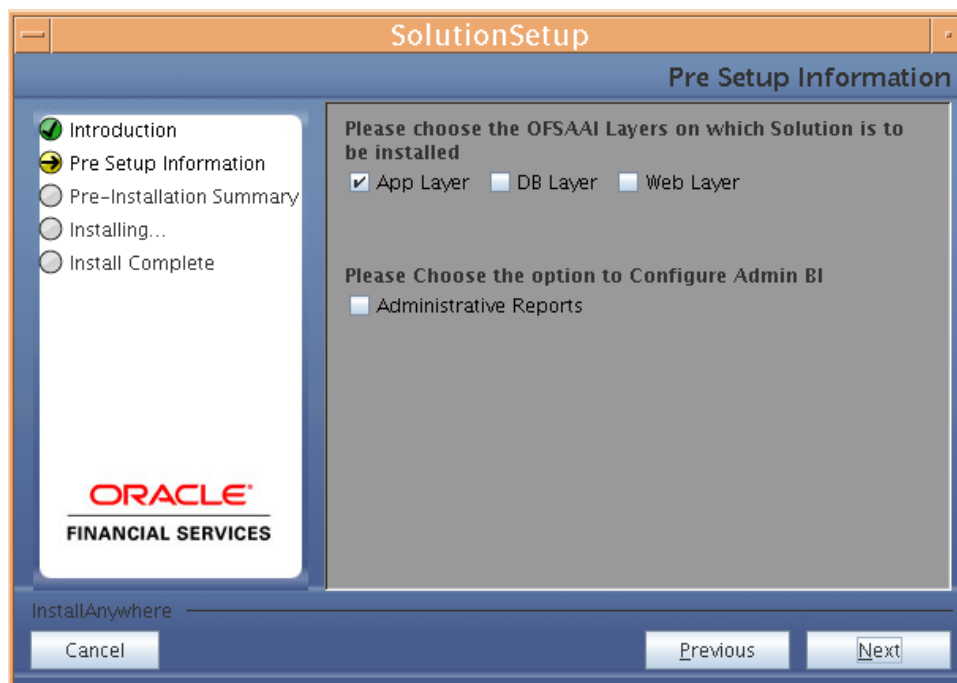 SolutionSetup
Pre Setup Information
Introduction
Pre Setup Information
Pre-Installation Summary
Installing...
Install Complete
ORACLE
FINANCIAL SERVICES
Please choose the OFSAAI Layers on which Solution is to
be installed
App Layer DB Layer Web Layer
Please Choose the option to Configure Admin BI
Administrative Reports
InstallAnywhere
Cancel Previous Next